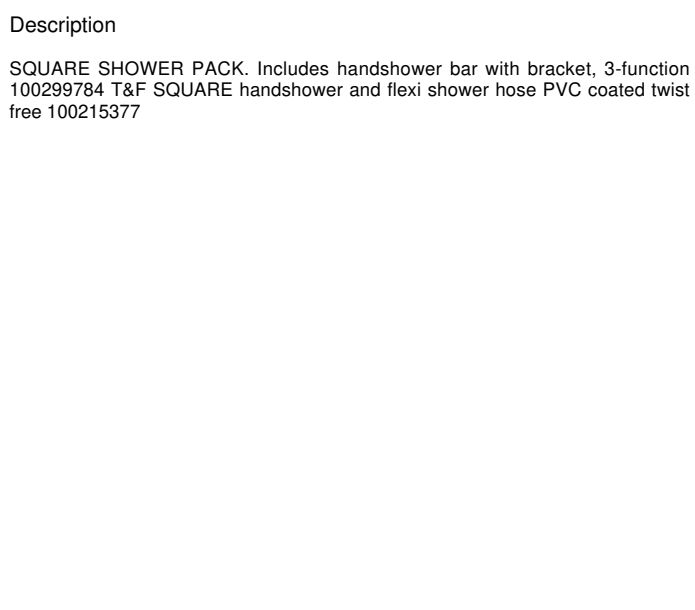 Description
SQUARE SHOWER PACK. Includes handshower bar with bracket, 3-function
100299784 T&F SQUARE handshower and flexi shower hose PVC coated twist
free 100215377